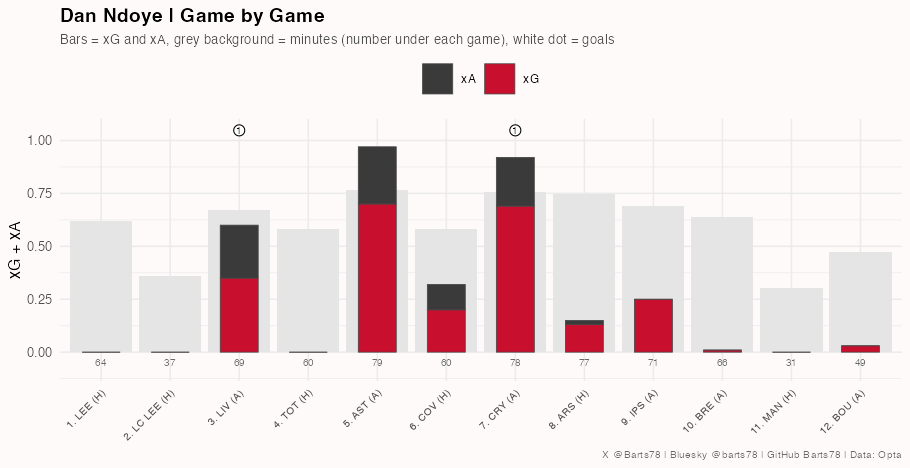 Dan Ndoye | Game by Game
Bars = xG and xA, grey background = minutes (number under each game), white dot = goals
xA xG
1 1
xG + xA
1.00
0.75
0.50
0.25
0.00
64 37 69 60 79 60 78 77 71 66 31 49
1. LEE (H) 2. LC LEE (H) 3. LIV (A) 4. TOT (H) 5. AST (A) 6. COV (H) 7. CRY (A) 8. ARS (H) 9. IPS (A) 10. BRE (A) 11. MAN (H) 12. BOU (A)
X @Barts78 | Bluesky @barts78 | GitHub Barts78 | Data: Opta